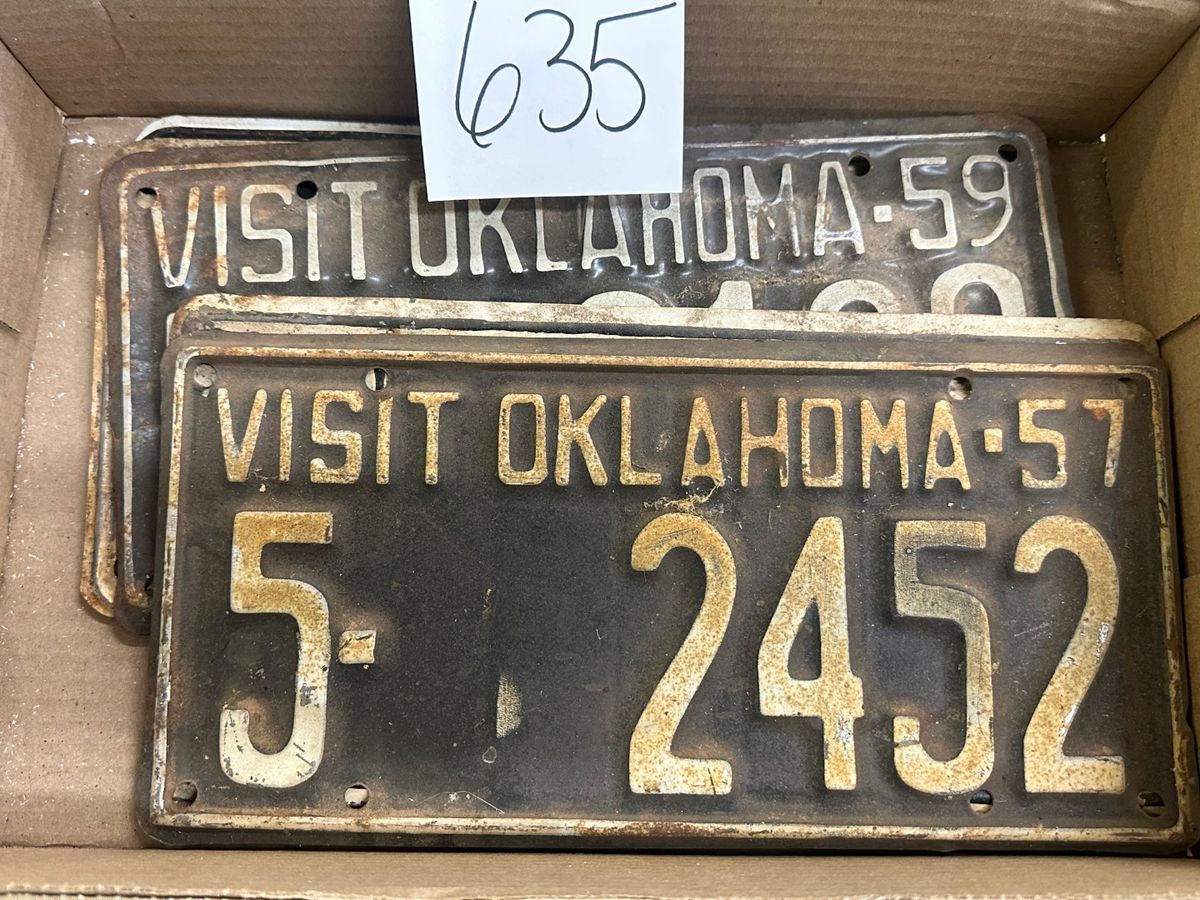 635
VISIT OKLAHOMA·59
VISIT OKLAHOMA·57
5- 2452